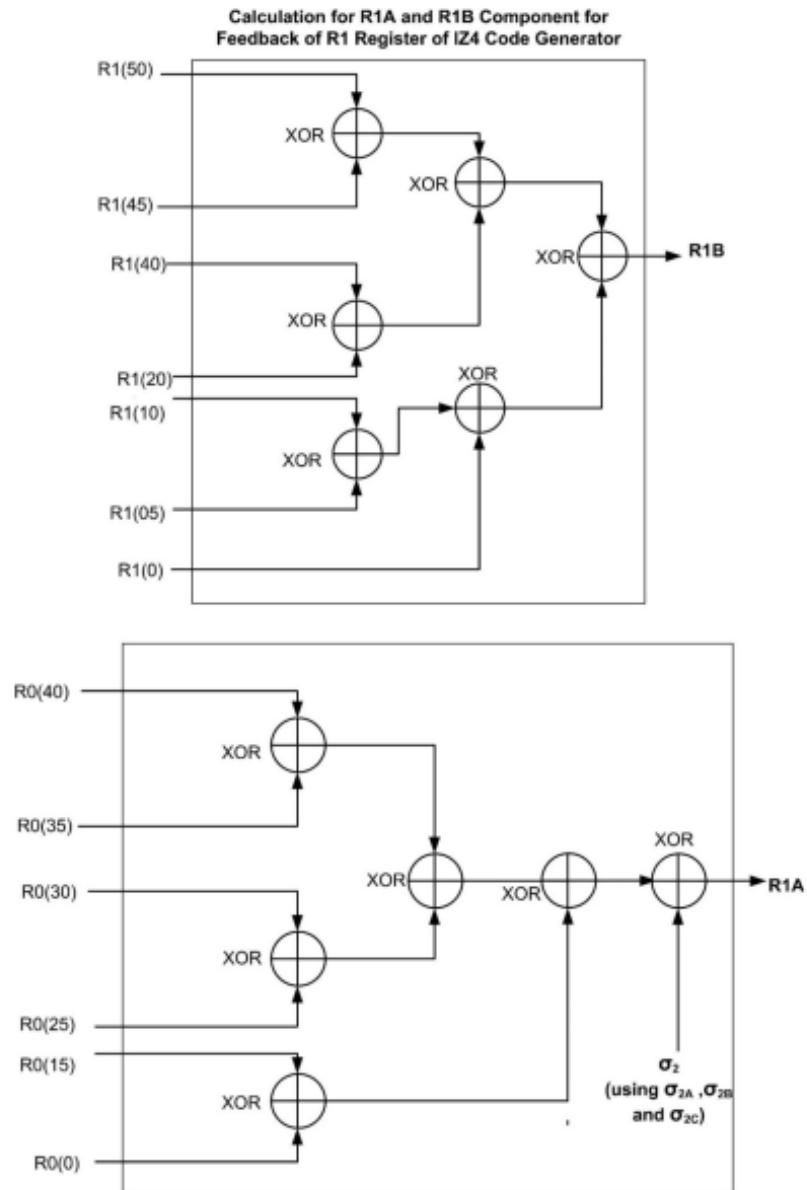 Calculation for R1A and R1B Component for
Feedback of R1 Register of IZ4 Code Generator
R1(50)
XOR
XOR
R1(45)
R1(40)
XOR
R1B
XOR
R1(20)
XOR
R1(10)
XOR
R1(05)
R1(0)
R0(40)
XOR
R0(35)
XOR
R0(30)
XOR
XOR
R1A
XOR
R0(25)
R0(15)
σ2
(using σ2A ,σ2B
and σ2C)
XOR
R0(0)